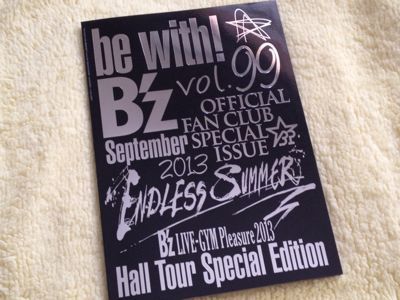 be with!
B'z vol.99
OFFICIAL
FAN CLUB
September SPECIAL B'z
2013 ISSUE
ENDLESS SUMMER
B'z LIVE-GYM Pleasure 2013
Hall Tour Special Edition